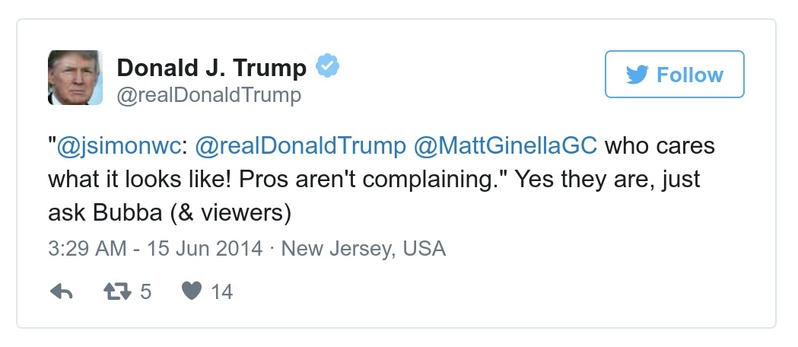 Donald J. Trump
@realDonaldTrump
Follow
"@jsimonwc: @realDonaldTrump @MattGinellaGC who cares
what it looks like! Pros aren't complaining." Yes they are, just
ask Bubba (& viewers)
3:29 AM - 15 Jun 2014 · New Jersey, USA
5
14